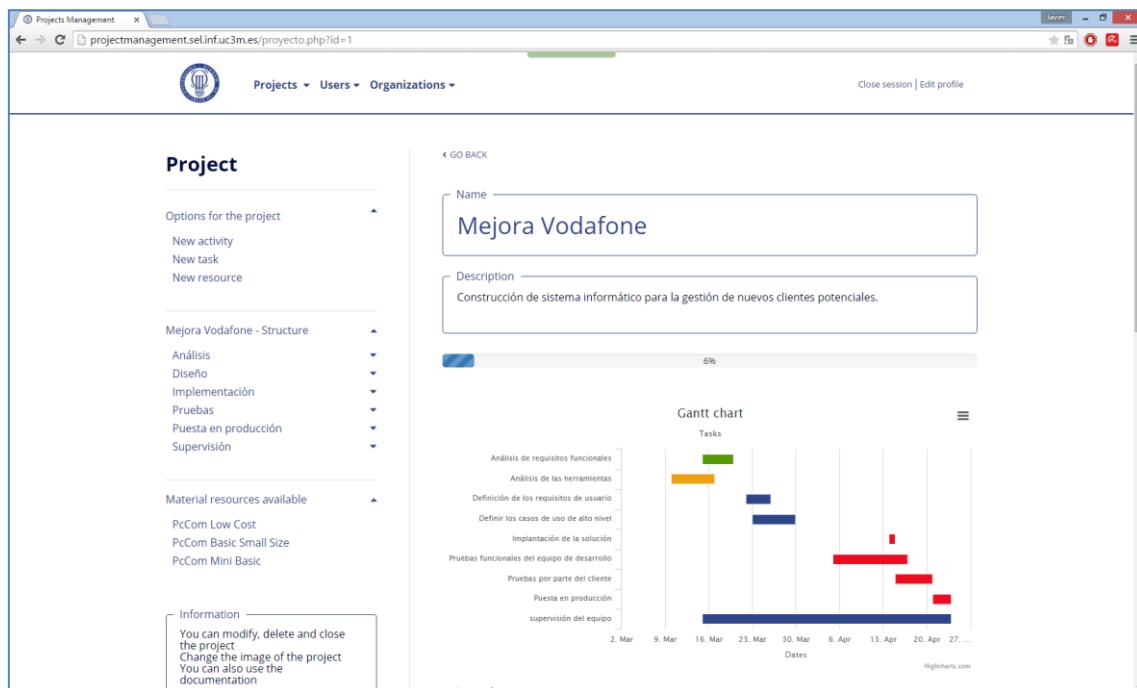 Projects Management
Javier
projectmanagement.sel.inf.uc3m.es/proyecto.php?id=1
Projects Users Organizations
Close session | Edit profile
Project
Options for the project
New activity
New task
New resource
Mejora Vodafone - Structure
Análisis
Diseño
Implementación
Pruebas
Puesta en producción
Supervisión
Material resources available
PcCom Low Cost
PcCom Basic Small Size
PcCom Mini Basic
Information
You can modify, delete and close
the project
Change the image of the project
You can also use the
documentation
GO BACK
Name
Mejora Vodafone
Description
Construcción de sistema informático para la gestión de nuevos clientes potenciales.
6%
Gantt chart
Tasks
Análisis de requisitos funcionales
Análisis de las herramientas
Definición de los requisitos de usuario
Definir los casos de uso de alto nivel
Implantación de la solución
Pruebas funcionales del equipo de desarrollo
Pruebas por parte del cliente
Puesta en producción
supervisión del equipo
2. Mar 9. Mar 16. Mar 23. Mar 30. Mar 6. Apr 13. Apr 20. Apr 27. ...
Dates
Highcharts.com